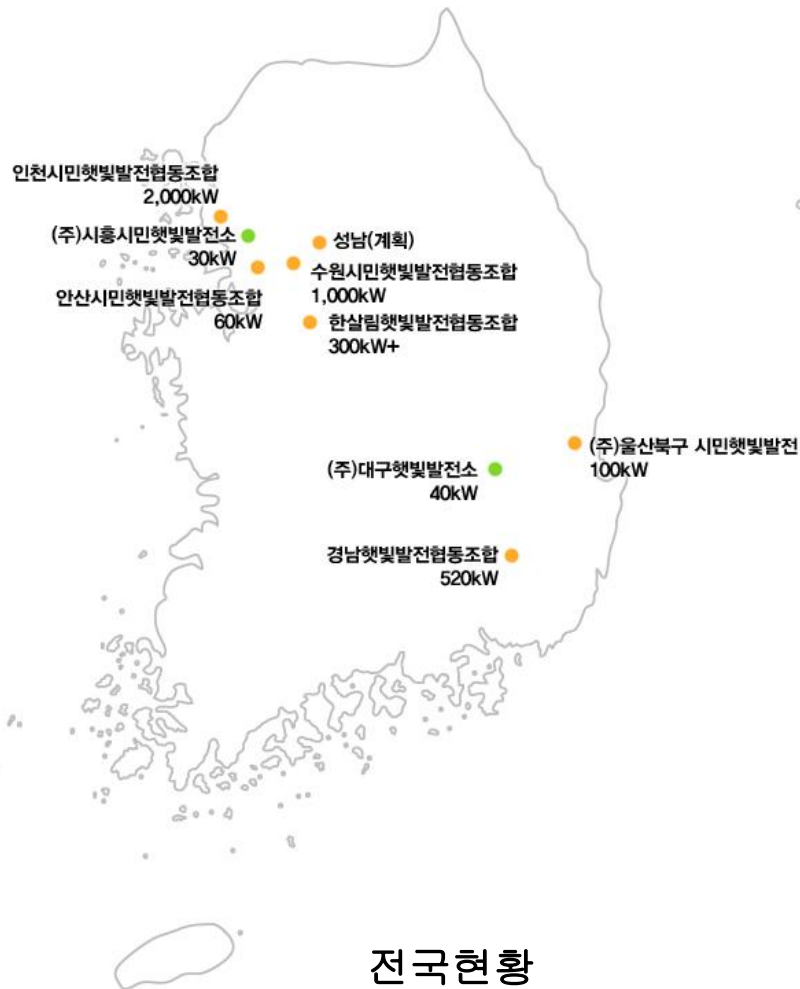 인천시민햇빛발전협동조합
2,000kW
(주)시흥시민햇빛발전소
30kW
성남(계획)
수원시민햇빛발전협동조합
1,000kW
안산시민햇빛발전협동조합
60kW
한살림햇빛발전협동조합
300kW+
(주)울산북구 시민햇빛발전
100kW
(주)대구햇빛발전소
40kW
경남햇빛발전협동조합
520kW
전국현황